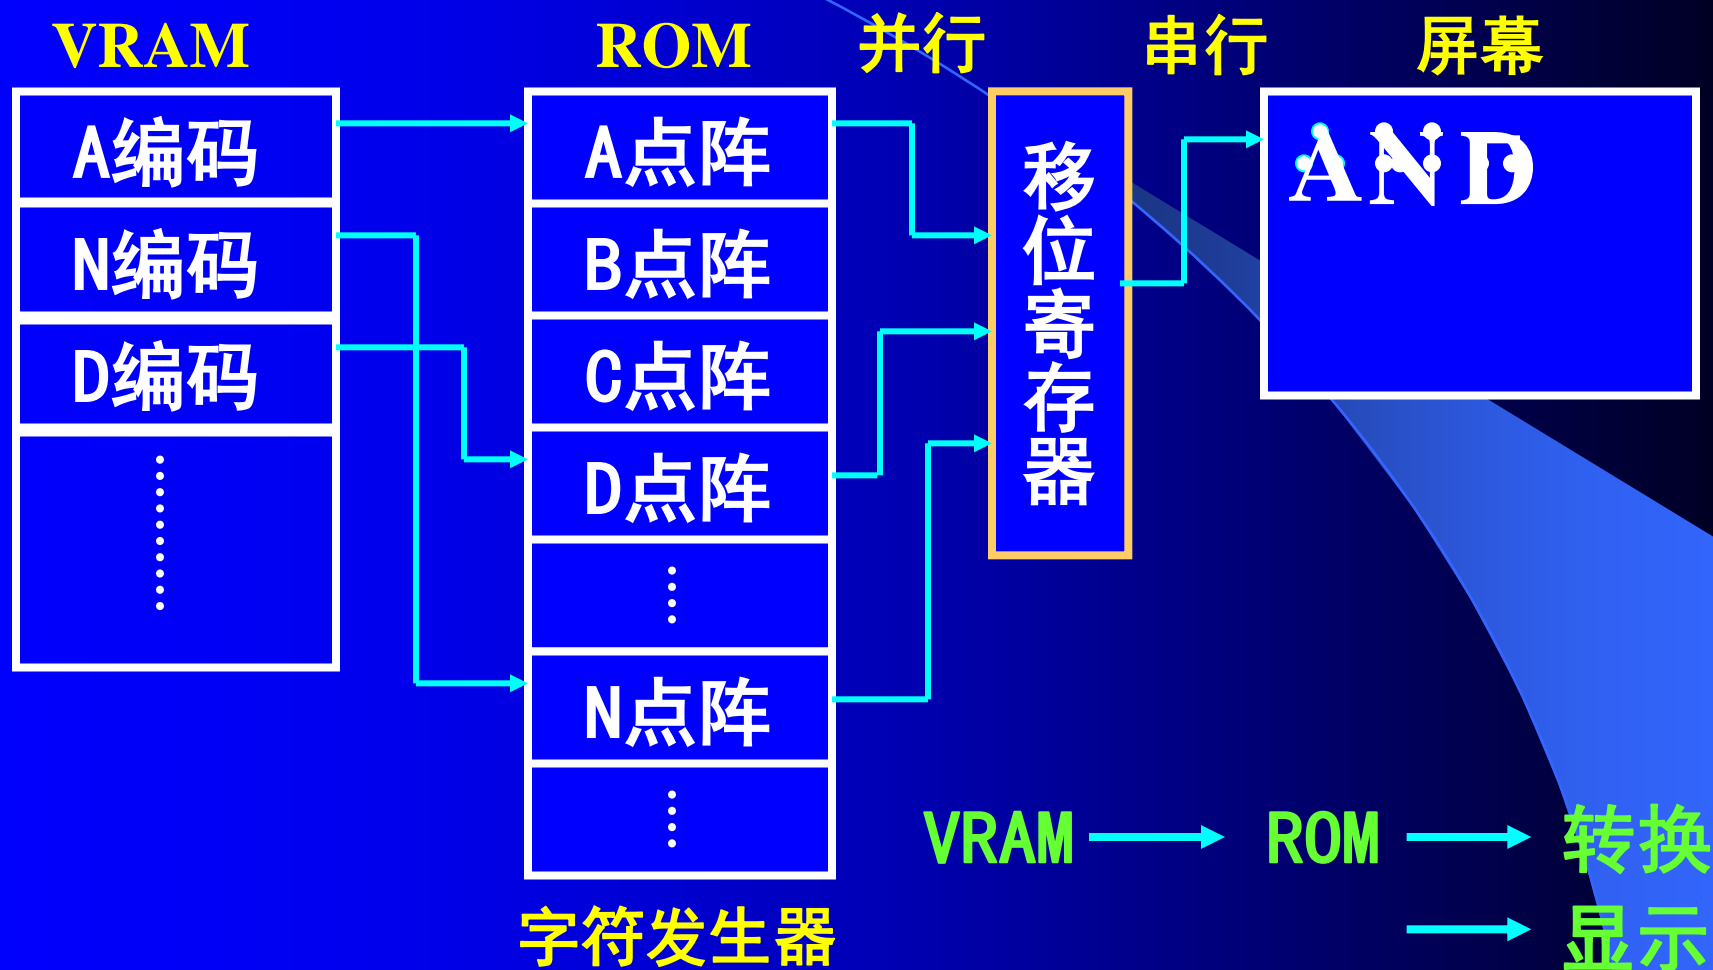 VRAM ROM 并行 串行 屏幕
A编码
N编码
D编码
A点阵
B点阵
C点阵
D点阵
N点阵
字符发生器
移位寄存器
AND
VRAM ROM 转换
显示